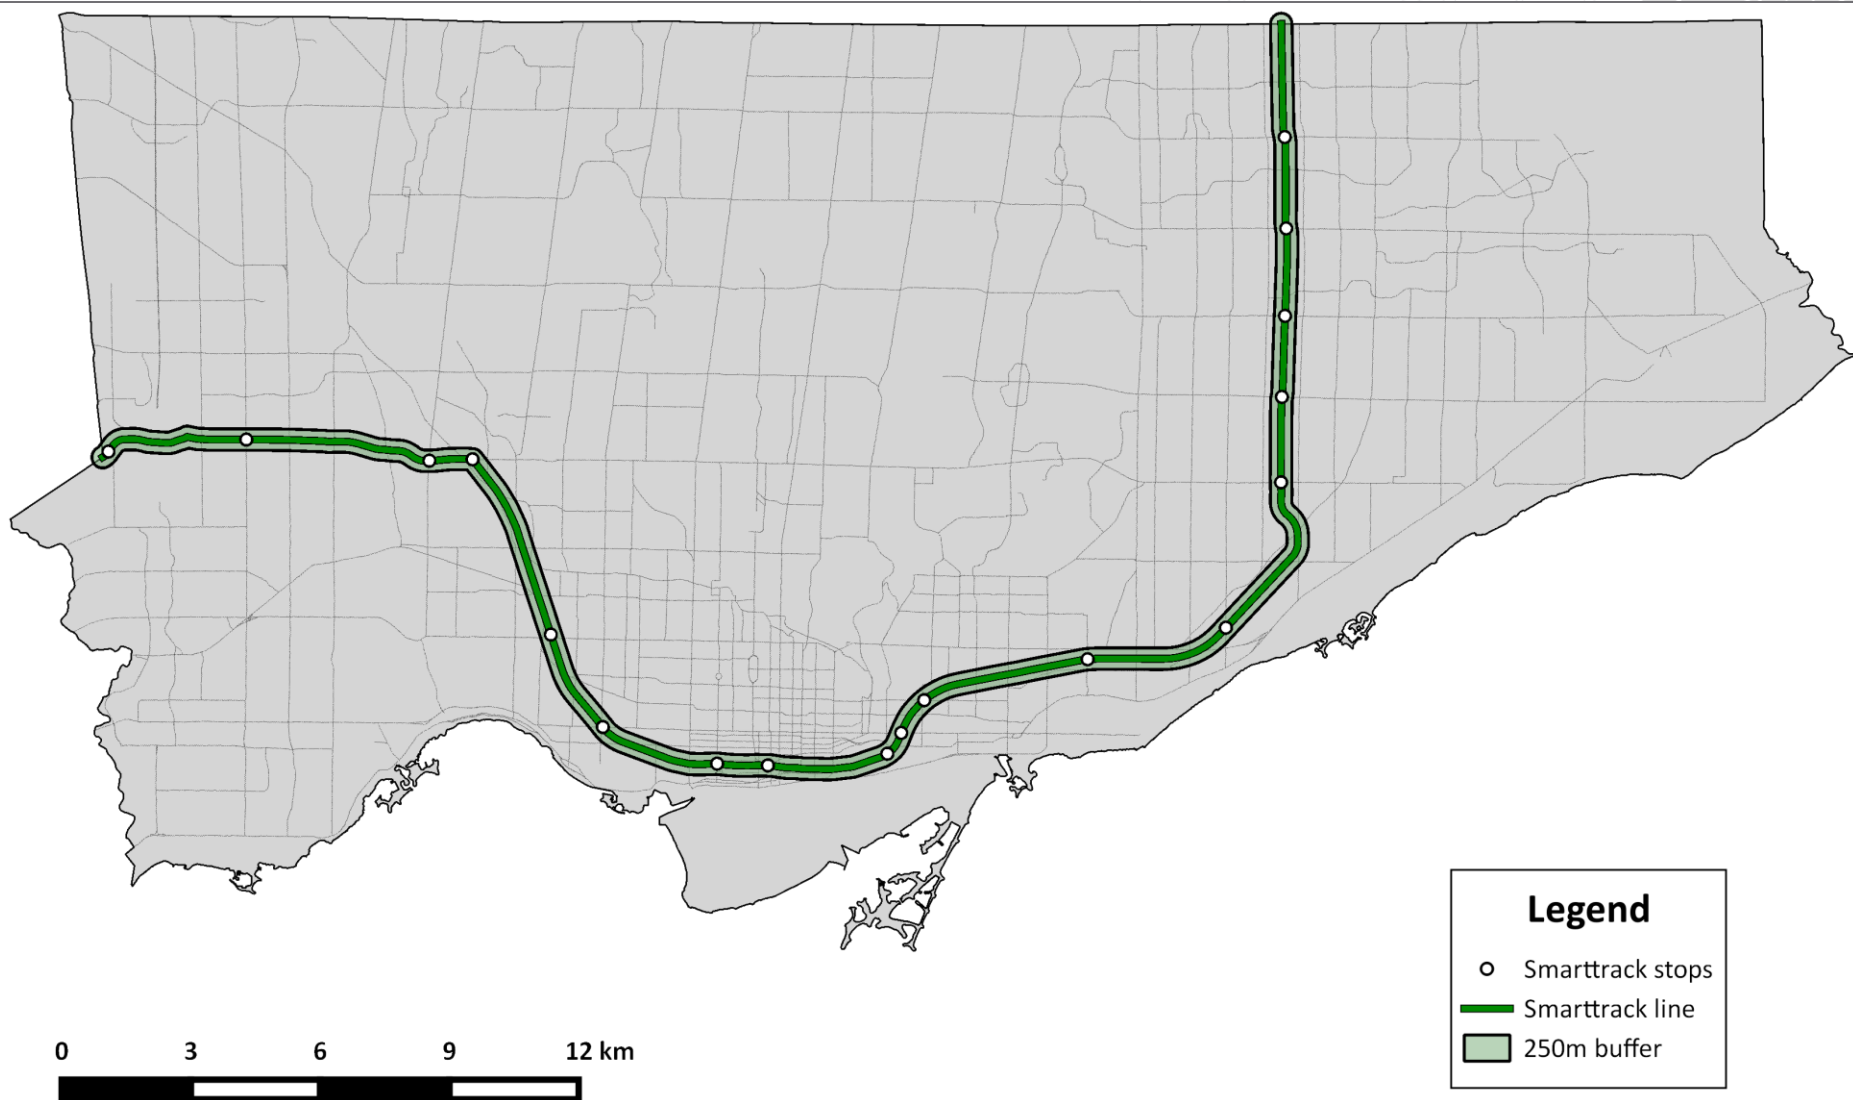 Legend
Smarttrack stops
Smarttrack line
250m buffer
0 3 6 9 12 km